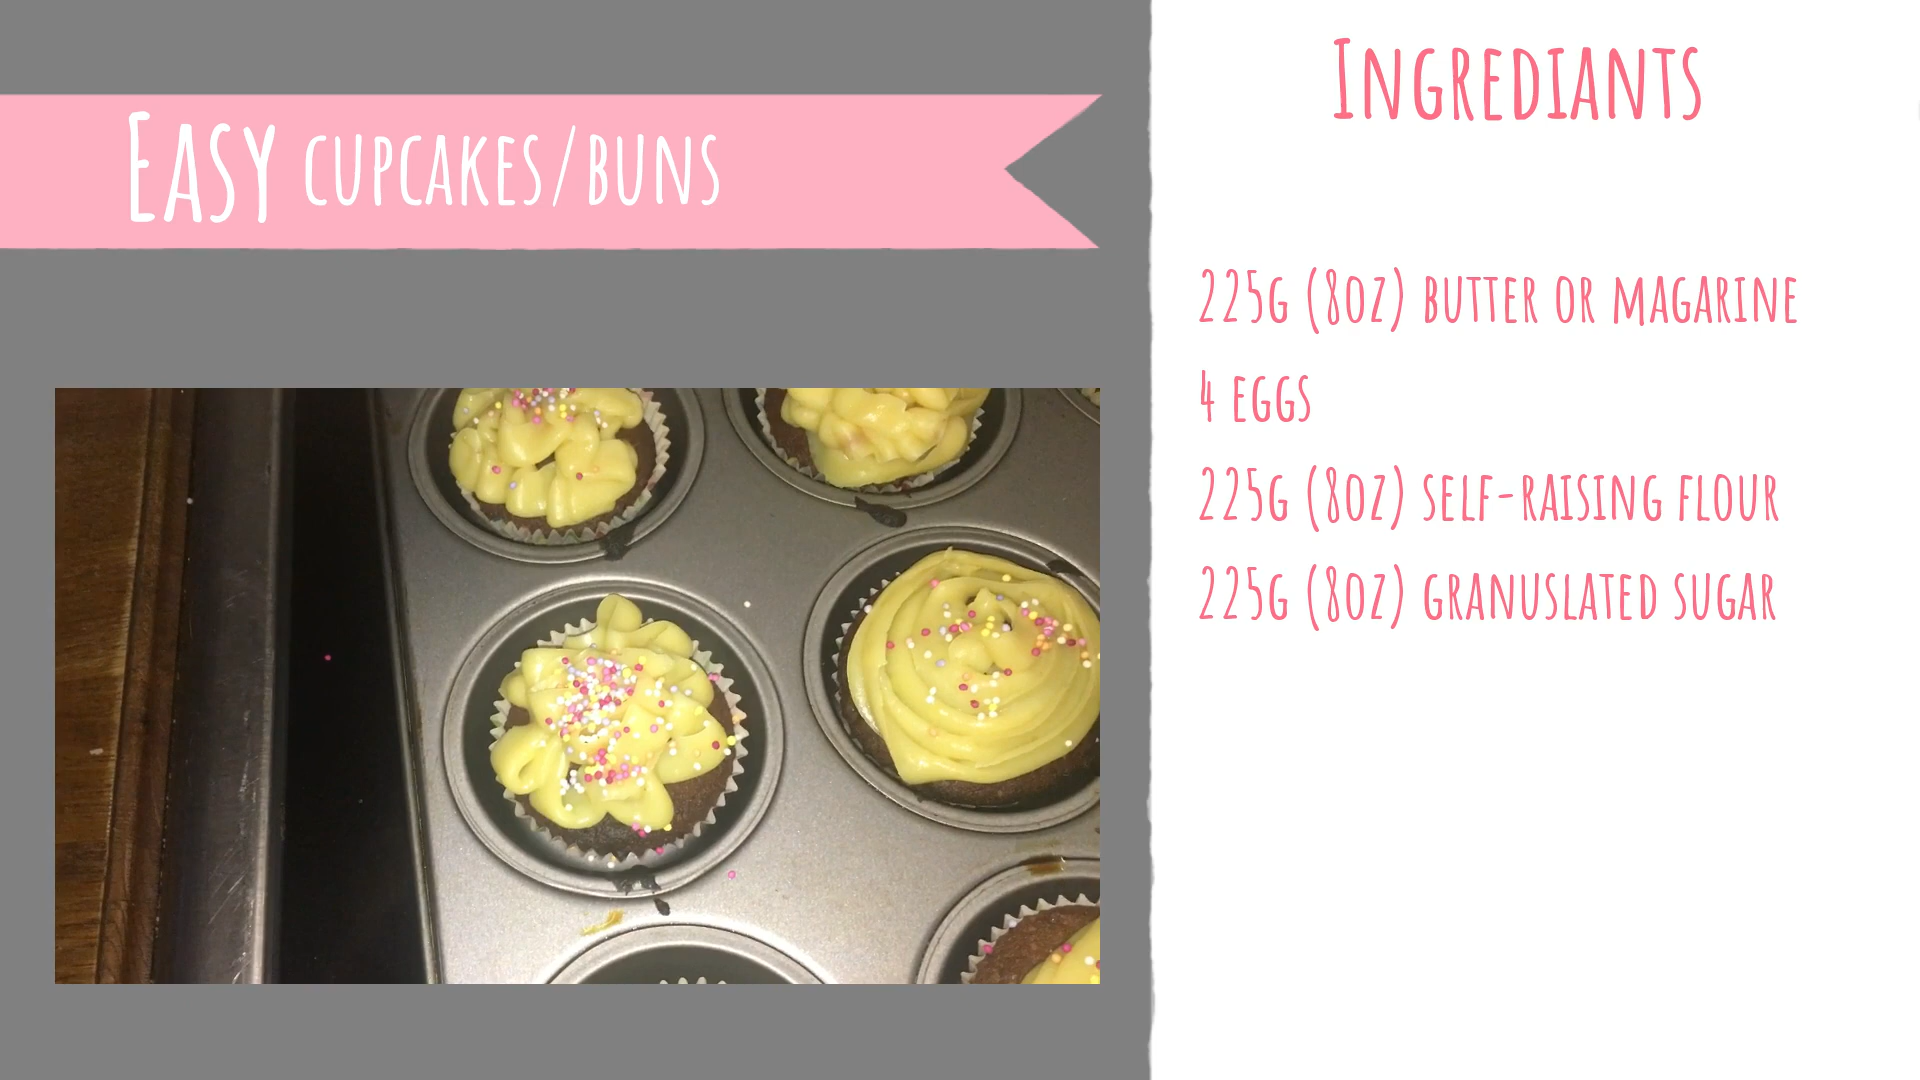 Easy cupcakes/buns
Ingrediants
225g (8oz) butter or magarine
4 eggs
225g (8oz) self-raising flour
225g (8oz) granuslated sugar